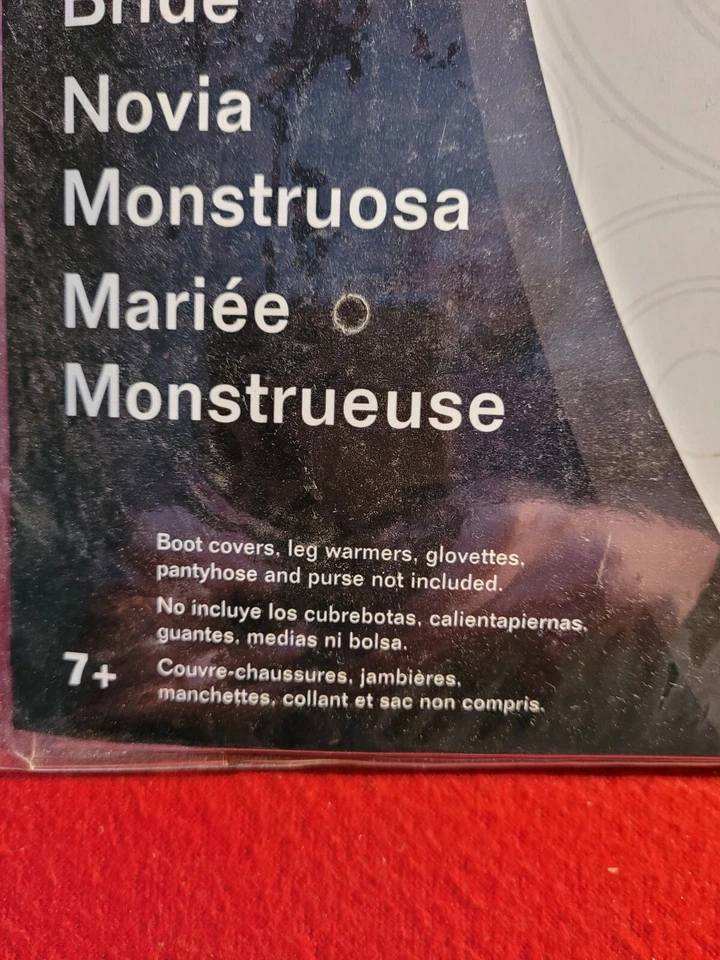 Bride
Novia
Monstruosa
Mariée
Monstrueuse
Boot covers, leg warmers, glovettes,
pantyhose and purse not included.
No incluye los cubrebotas, calientapiernas,
guantes, medias ni bolsa.
7+
Couvre-chaussures, jambières,
manchettes, collant et sac non compris.